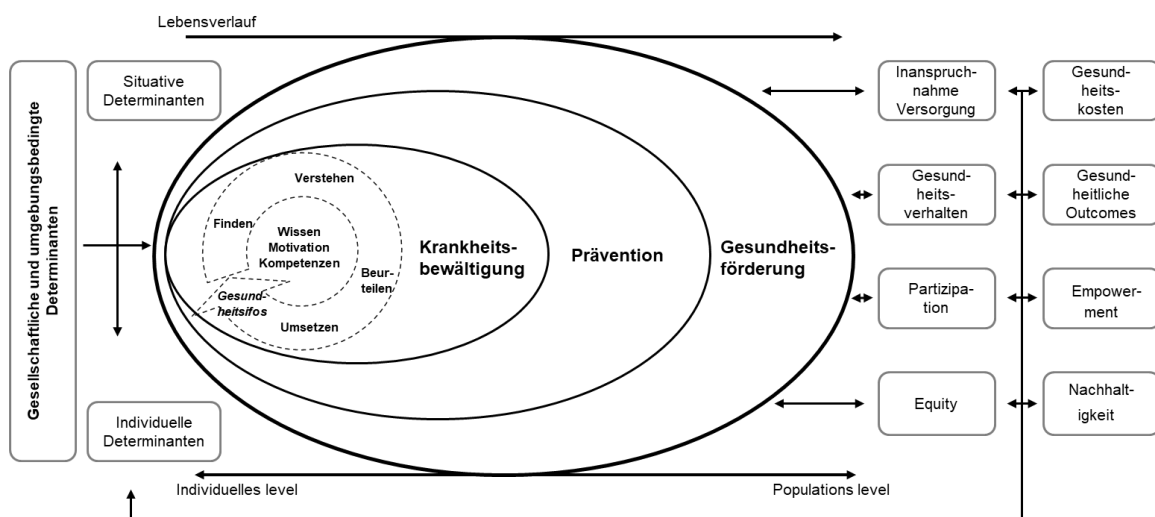 Lebensverlauf
Gesellschaftliche und umgebungsbedingte
Determinanten
Situative
Determinanten
Individuelle
Determinanten
Verstehen
Finden
Wissen
Motivation
Kompetenzen
Beur-
teilen
Gesund-
heitsifos
Umsetzen
Krankheits-
bewältigung
Prävention
Gesundheits-
förderung
Inanspruch-
nahme
Versorgung
Gesund-
heits-
kosten
Gesund-
heits-
verhalten
Gesund-
heitliche
Outcomes
Partizipa-
tion
Empower-
ment
Equity
Nachhalt-
igkeit
Individuelles level
Populations level